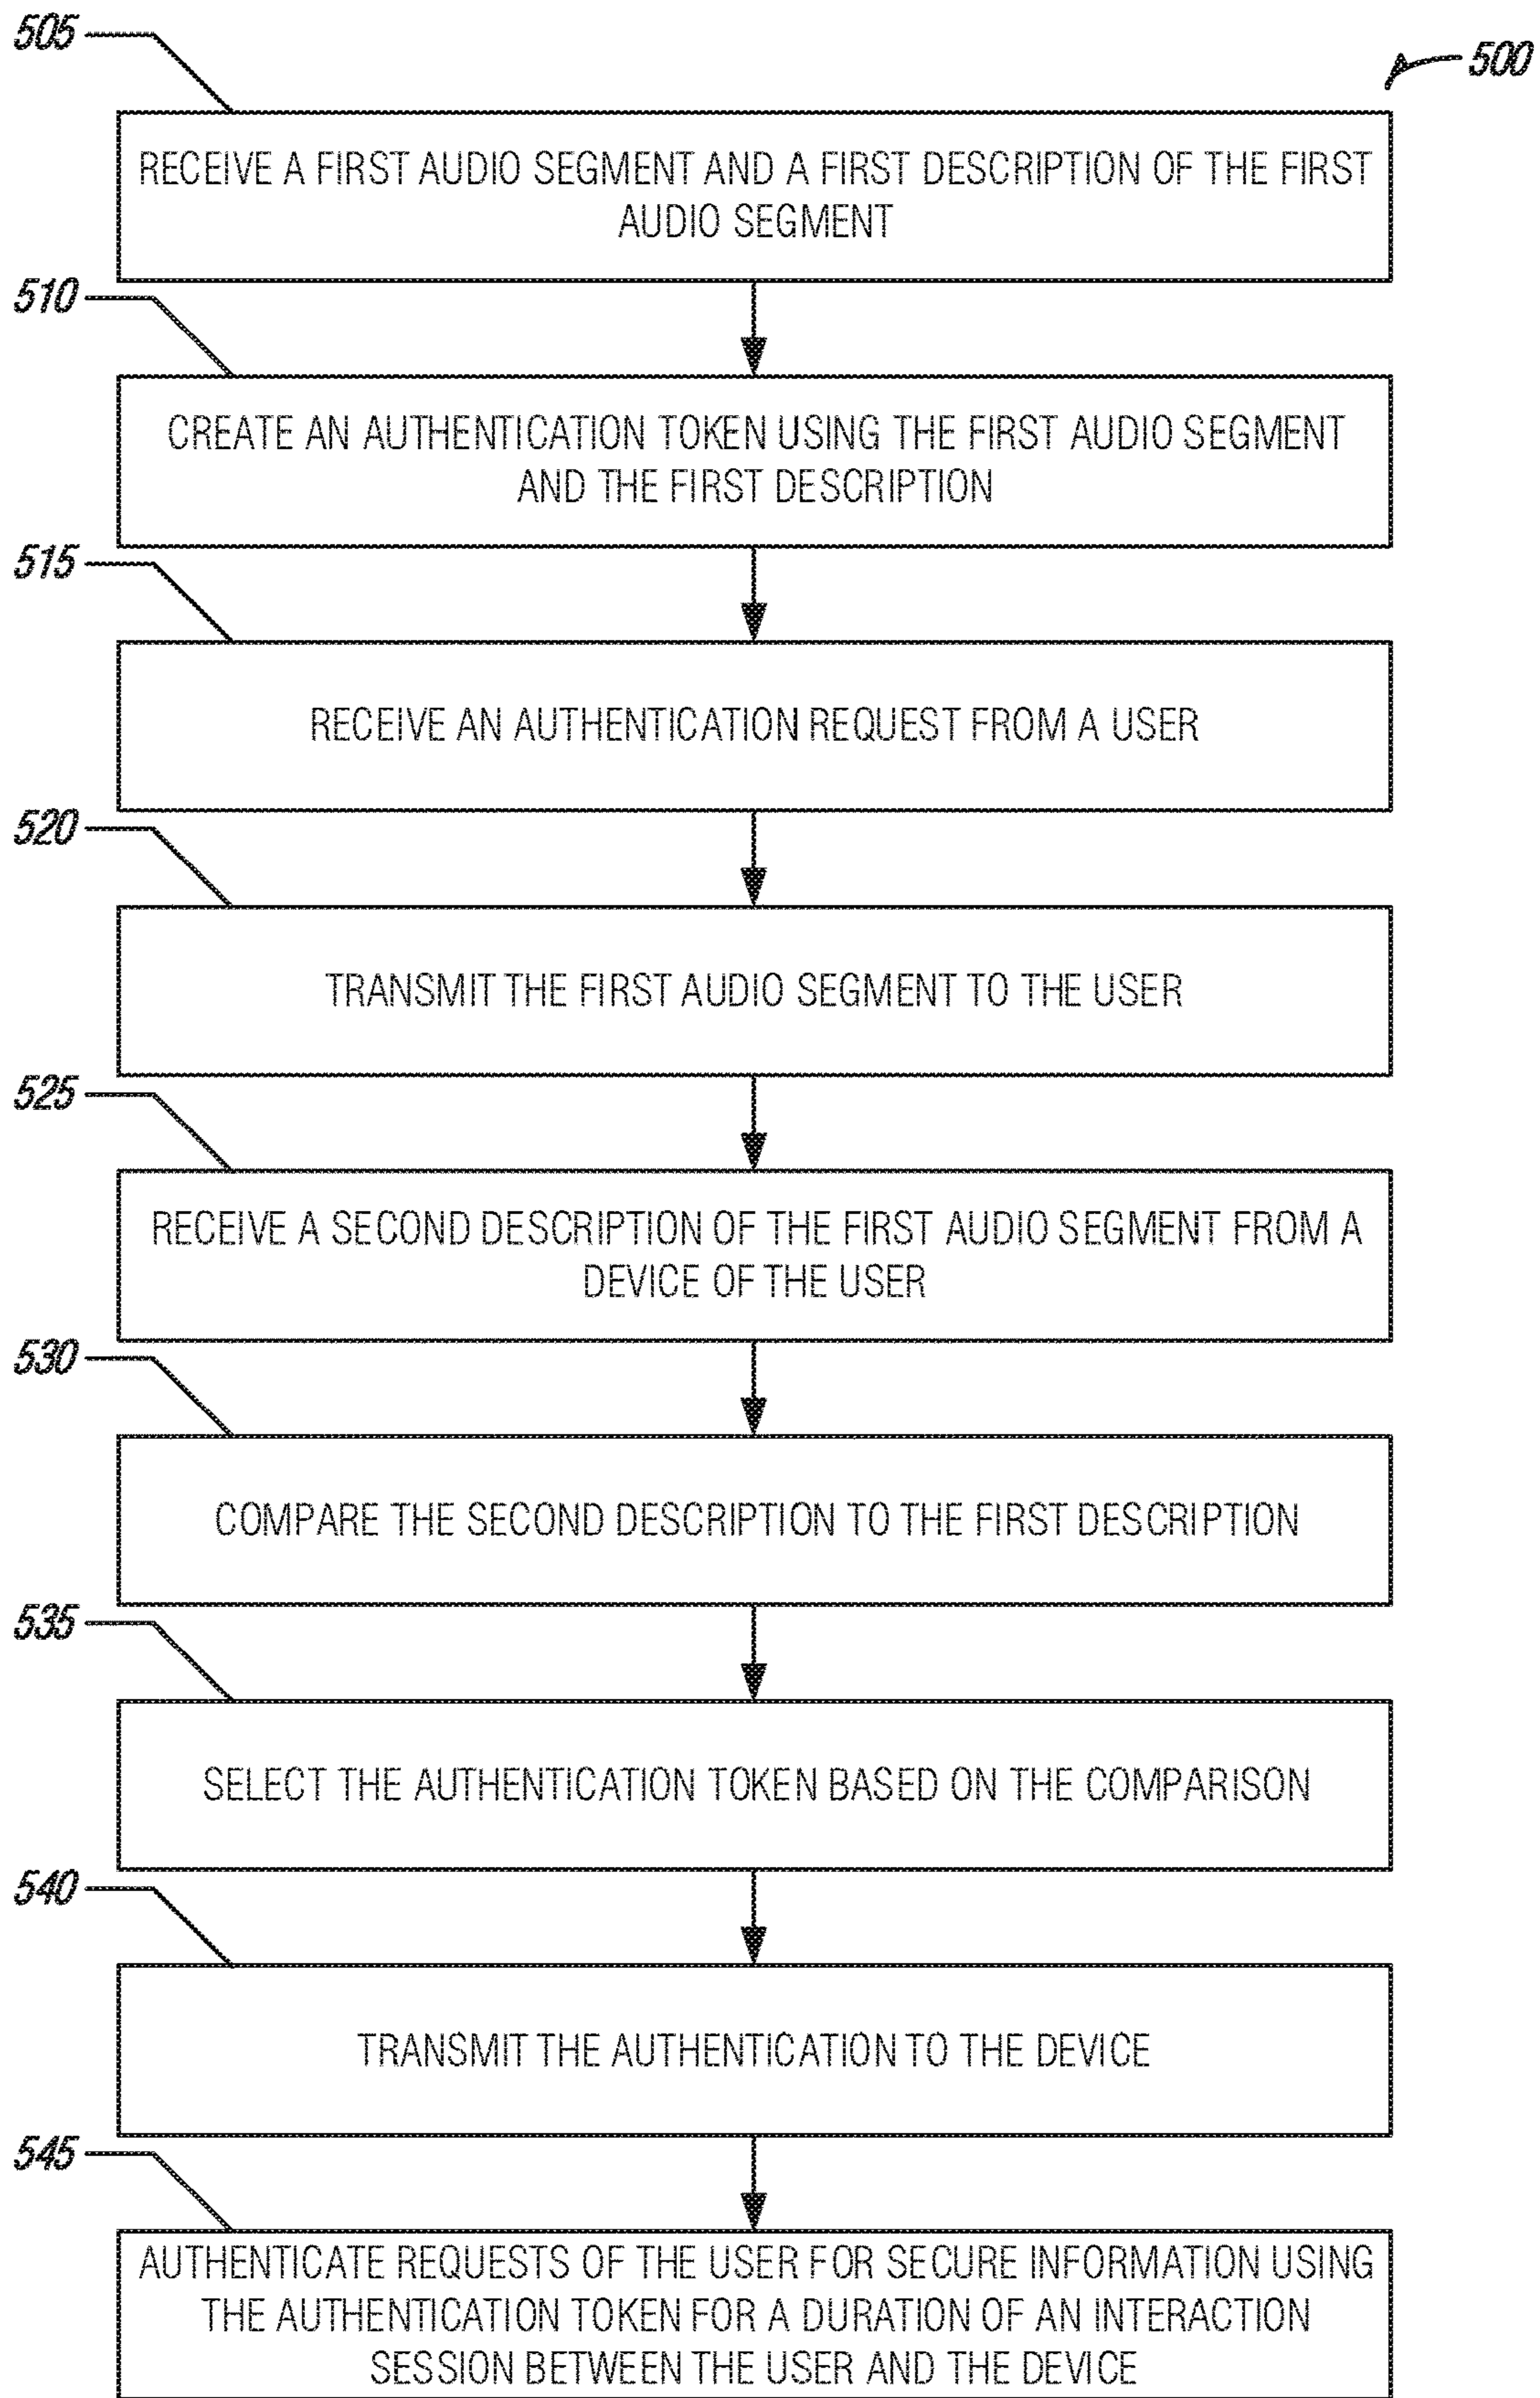 505
500
RECEIVE A FIRST AUDIO SEGMENT AND A FIRST DESCRIPTION OF THE FIRST
AUDIO SEGMENT
510
CREATE AN AUTHENTICATION TOKEN USING THE FIRST AUDIO SEGMENT
AND THE FIRST DESCRIPTION
515
RECEIVE AN AUTHENTICATION REQUEST FROM A USER
520
TRANSMIT THE FIRST AUDIO SEGMENT TO THE USER
525
RECEIVE A SECOND DESCRIPTION OF THE FIRST AUDIO SEGMENT FROM A
DEVICE OF THE USER
530
COMPARE THE SECOND DESCRIPTION TO THE FIRST DESCRIPTION
535
SELECT THE AUTHENTICATION TOKEN BASED ON THE COMPARISON
540
TRANSMIT THE AUTHENTICATION TO THE DEVICE
545
AUTHENTICATE REQUESTS OF THE USER FOR SECURE INFORMATION USING
THE AUTHENTICATION TOKEN FOR A DURATION OF AN INTERACTION
SESSION BETWEEN THE USER AND THE DEVICE